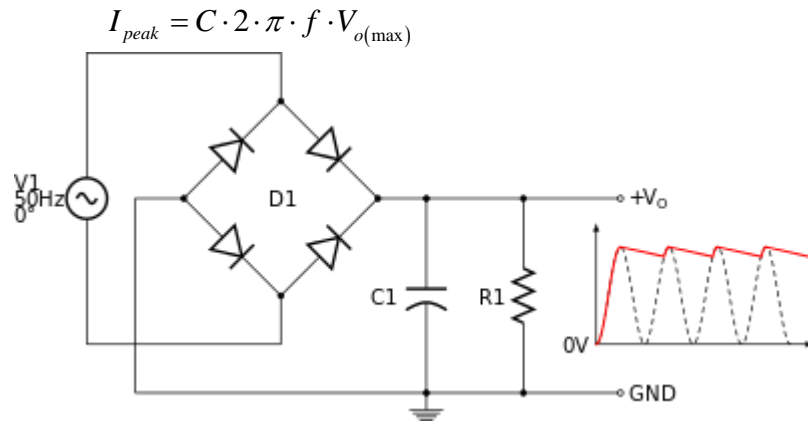 I_peak = C · 2 · π · f · V_o(max)
V1
50Hz
0°
D1
C1
R1
+V_O
0V
GND